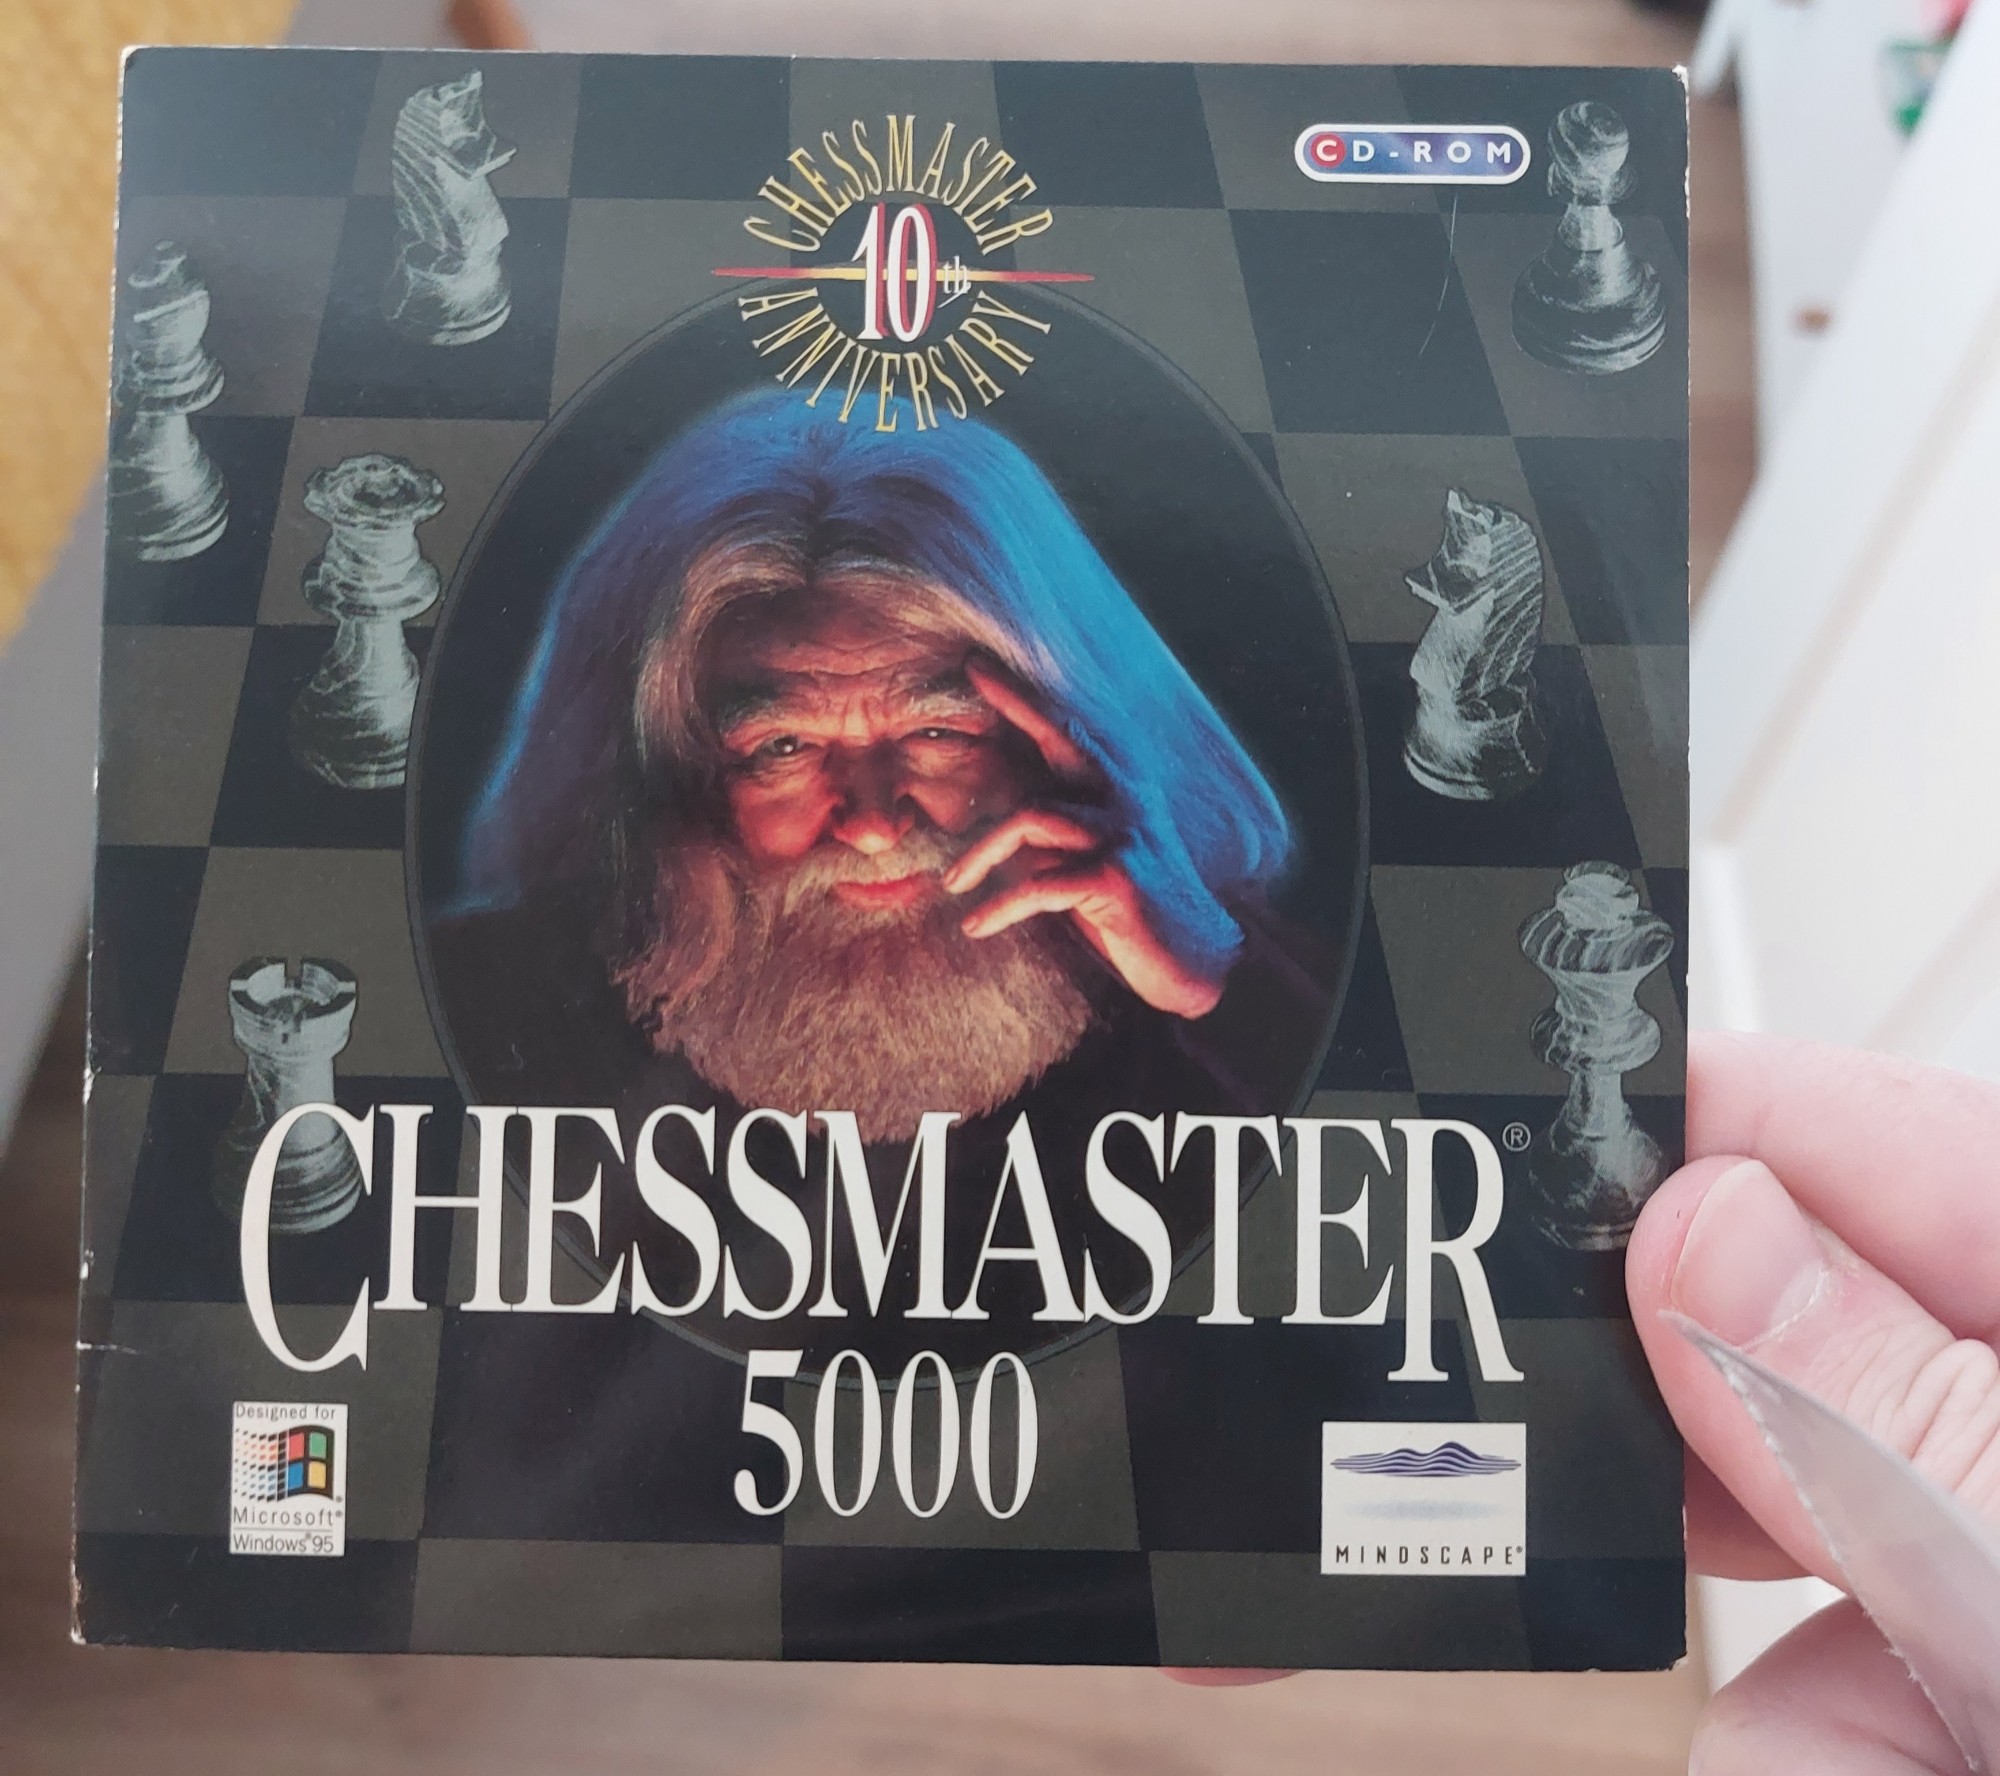 CHESSMASTER
10th
ANNIVERSARY
CD-ROM
CHESSMASTER®
5000
Designed for
Microsoft®
Windows®95
MINDSCAPE®